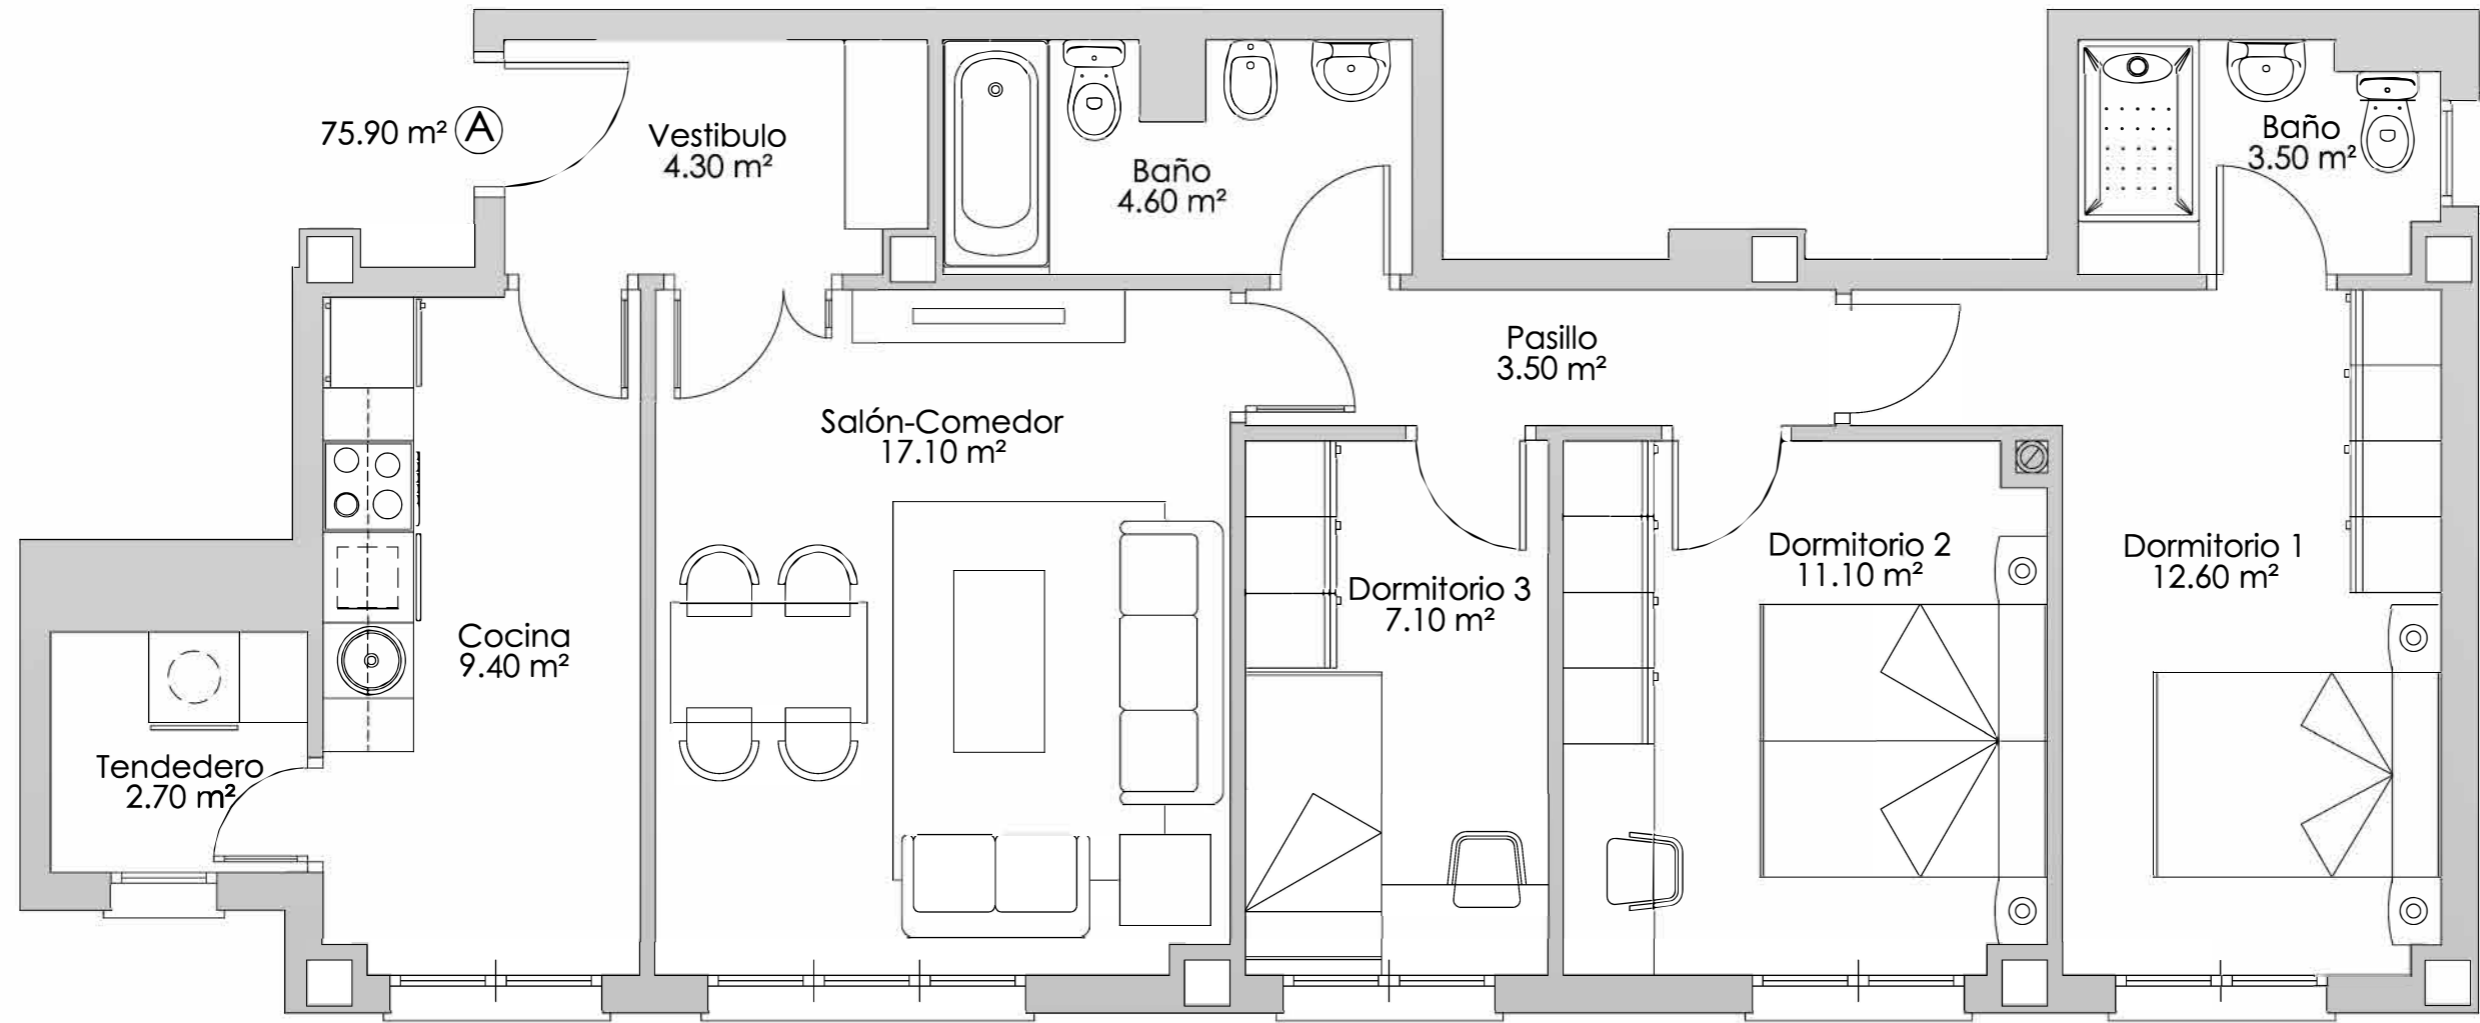 75.90 m² A
Vestibulo
4.30 m²
Baño
4.60 m²
Baño
3.50 m²
Pasillo
3.50 m²
Salón-Comedor
17.10 m²
Dormitorio 3
7.10 m²
Dormitorio 2
11.10 m²
Dormitorio 1
12.60 m²
Cocina
9.40 m²
Tendedero
2.70 m²